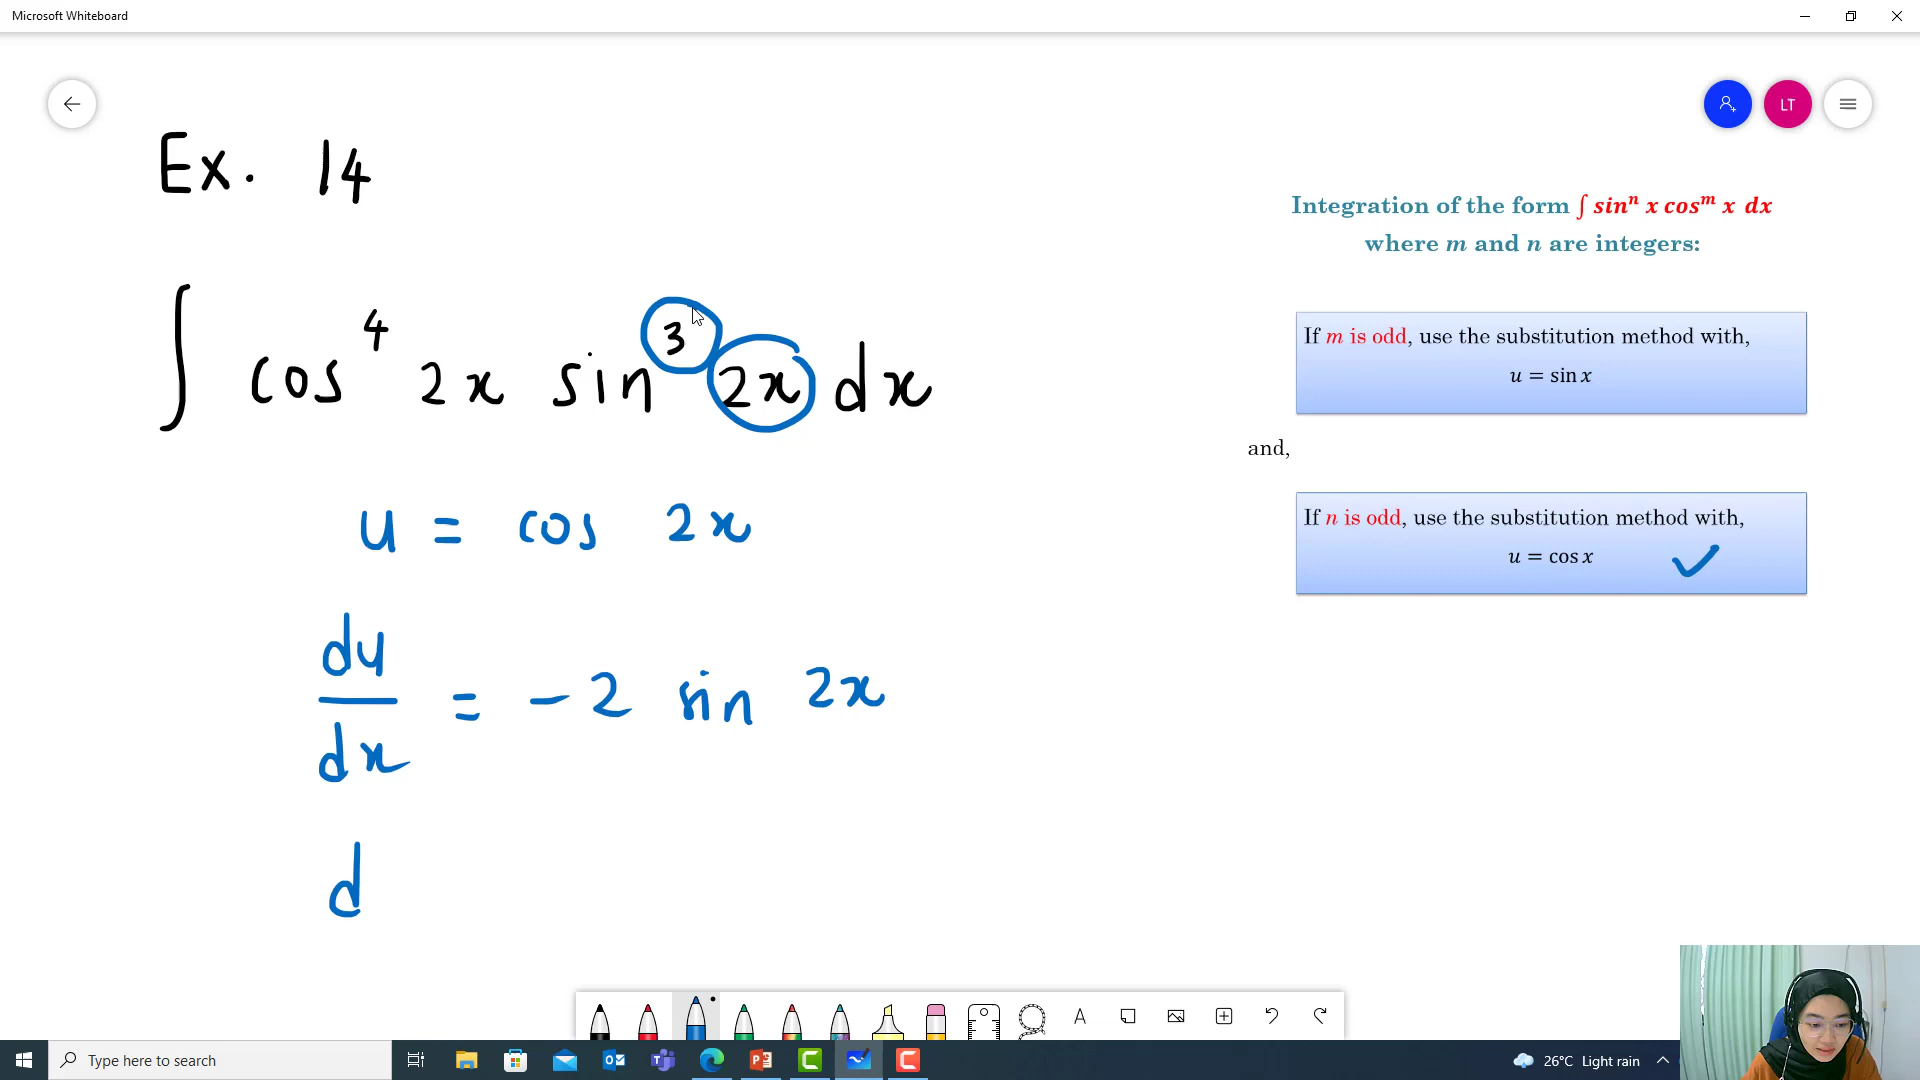 Microsoft Whiteboard
LT
Ex. 14
∫ cos⁴ 2x sin³ 2x dx
u = cos 2x
du/dx = -2 sin 2x
d
Integration of the form ∫ sinⁿ x cosᵐ x dx
where m and n are integers:
If m is odd, use the substitution method with,
u = sin x
and,
If n is odd, use the substitution method with,
u = cos x
A
Type here to search
26°C Light rain